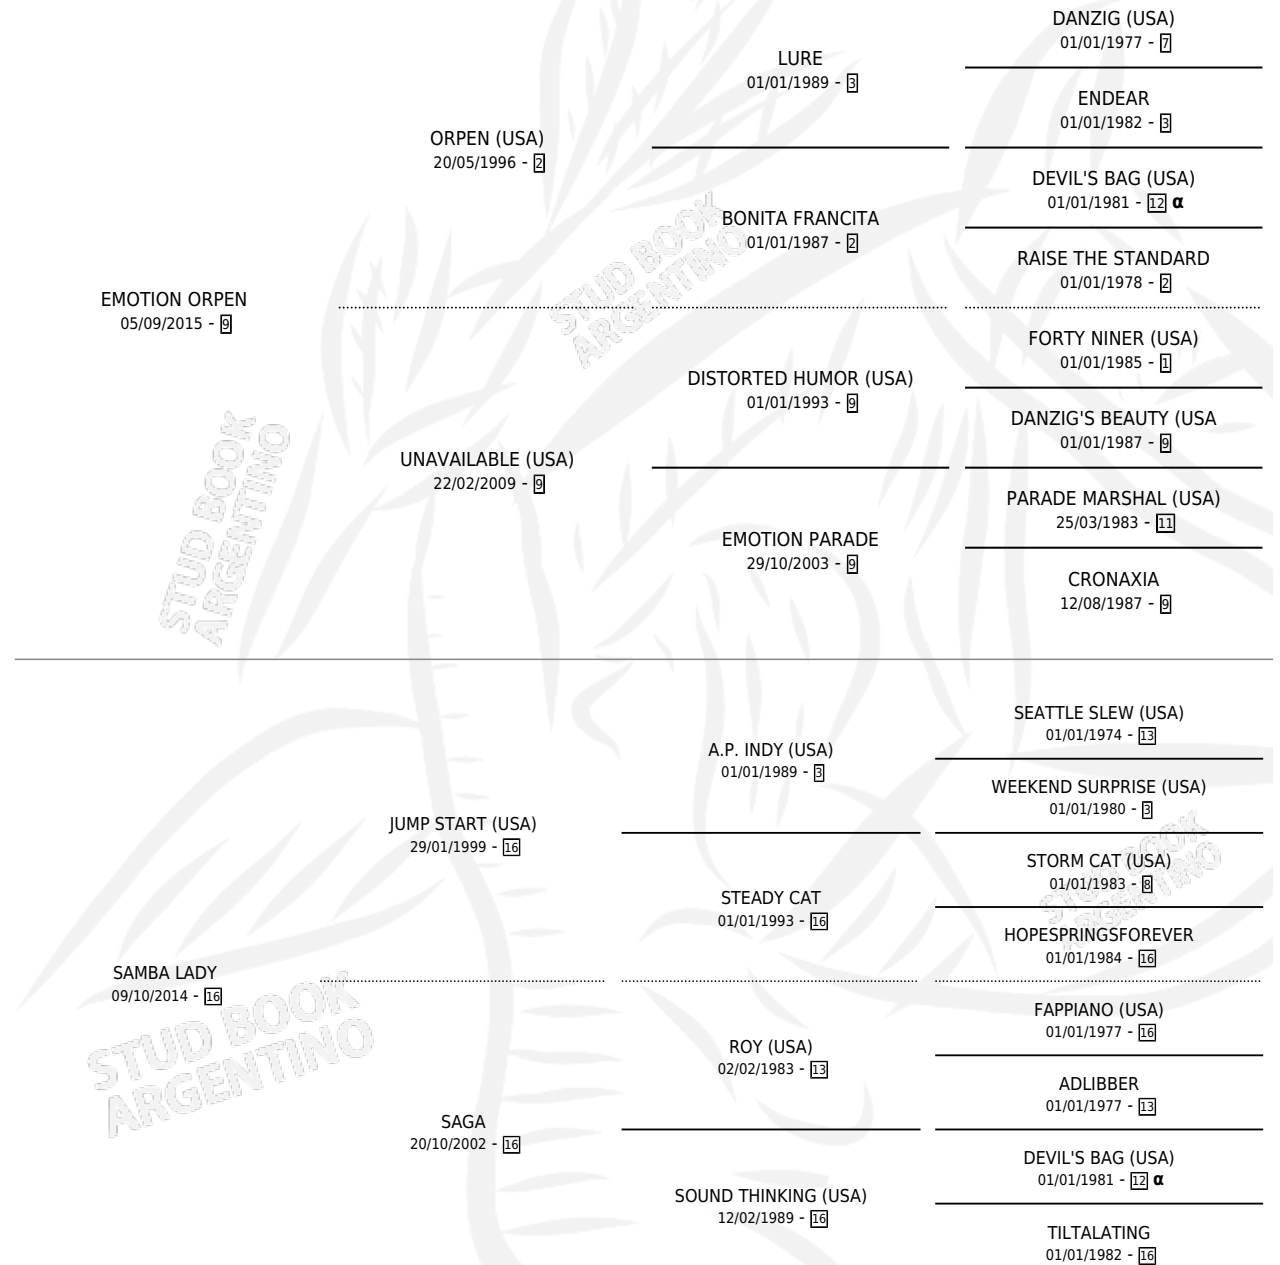 DANZIG (USA)
01/01/1977 - 7
LURE
01/01/1989 - 3
ENDEAR
01/01/1982 - 3
ORPEN (USA)
20/05/1996 - 2
DEVIL'S BAG (USA)
01/01/1981 - 12 α
BONITA FRANCITA
01/01/1987 - 2
RAISE THE STANDARD
01/01/1978 - 2
STUD BOOK
ARGENTINO
EMOTION ORPEN
05/09/2015 - 9
FORTY NINER (USA)
01/01/1985 - 1
DISTORTED HUMOR (USA)
01/01/1993 - 9
DANZIG'S BEAUTY (USA
01/01/1987 - 9
UNAVAILABLE (USA)
22/02/2009 - 9
PARADE MARSHAL (USA)
25/03/1983 - 11
EMOTION PARADE
29/10/2003 - 9
CRONAXIA
12/08/1987 - 9
STUD BOOK
ARGENTINO
SEATTLE SLEW (USA)
01/01/1974 - 13
A.P. INDY (USA)
01/01/1989 - 3
WEEKEND SURPRISE (USA)
01/01/1980 - 3
JUMP START (USA)
29/01/1999 - 16
STORM CAT (USA)
01/01/1983 - 8
STEADY CAT
01/01/1993 - 16
HOPESPRINGSFOREVER
01/01/1984 - 16
STUD BOOK
ARGENTINO
SAMBA LADY
09/10/2014 - 16
FAPPIANO (USA)
01/01/1977 - 16
ROY (USA)
02/02/1983 - 13
ADLIBBER
01/01/1977 - 13
SAGA
20/10/2002 - 16
DEVIL'S BAG (USA)
01/01/1981 - 12 α
SOUND THINKING (USA)
12/02/1989 - 16
TILTALATING
01/01/1982 - 16
STUD BOOK
ARGENTINO